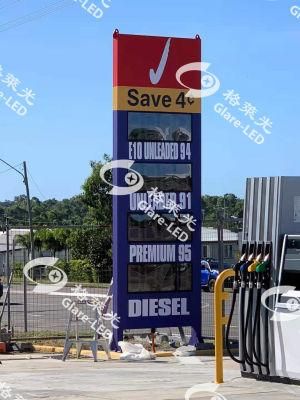 Save 4¢
E10 UNLEADED 94
UNLEADED 91
PREMIUM 95
DIESEL
格莱光
Glare-LED